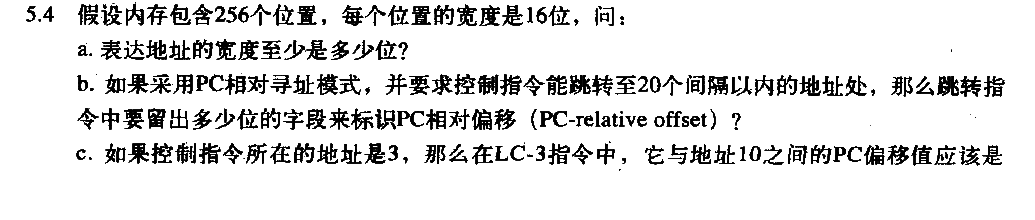 5.4 假设内存包含256个位置，每个位置的宽度是16位，问：
a. 表达地址的宽度至少是多少位？
b. 如果采用PC相对寻址模式，并要求控制指令能跳转至20个间隔以内的地址处，那么跳转指
令中要留出多少位的字段来标识PC相对偏移（PC-relative offset）？
c. 如果控制指令所在的地址是3，那么在LC-3指令中，它与地址10之间的PC偏移值应该是